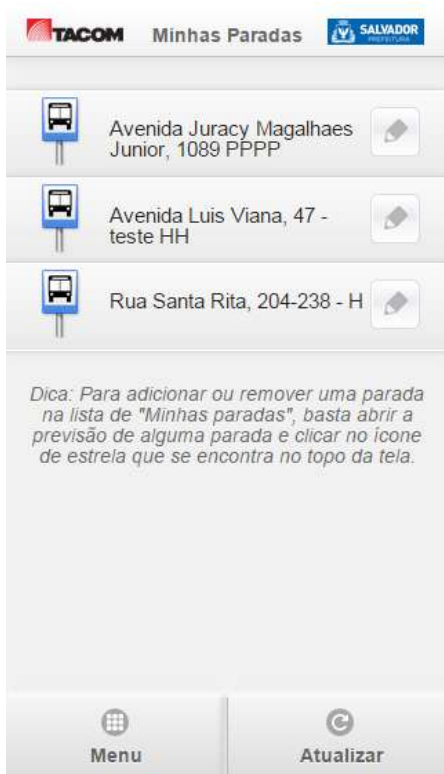 TACOM Minhas Paradas SALVADOR
PREFEITURA
Avenida Juracy Magalhaes
Junior, 1089 PPPP
Avenida Luis Viana, 47 -
teste HH
Rua Santa Rita, 204-238 - H
Dica: Para adicionar ou remover uma parada
na lista de "Minhas paradas", basta abrir a
previsão de alguma parada e clicar no ícone
de estrela que se encontra no topo da tela.
Menu Atualizar